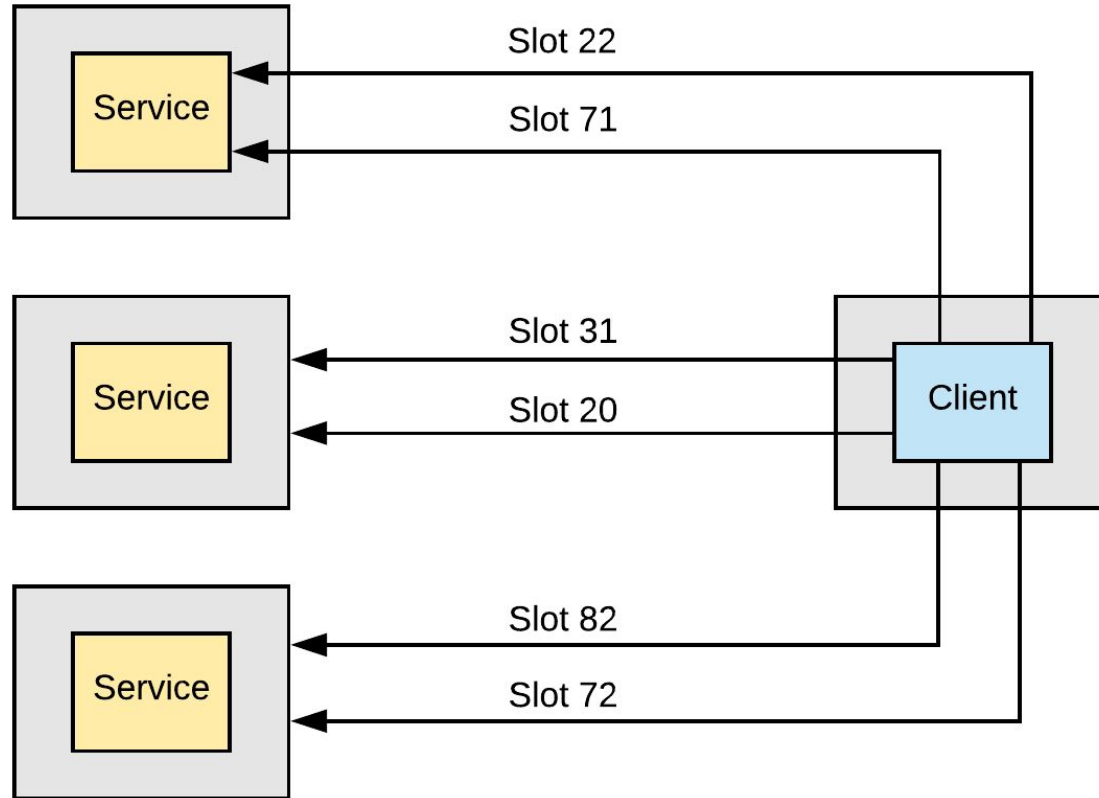 Slot 22
Service
Slot 71
Slot 31
Service
Client
Slot 20
Slot 82
Service
Slot 72